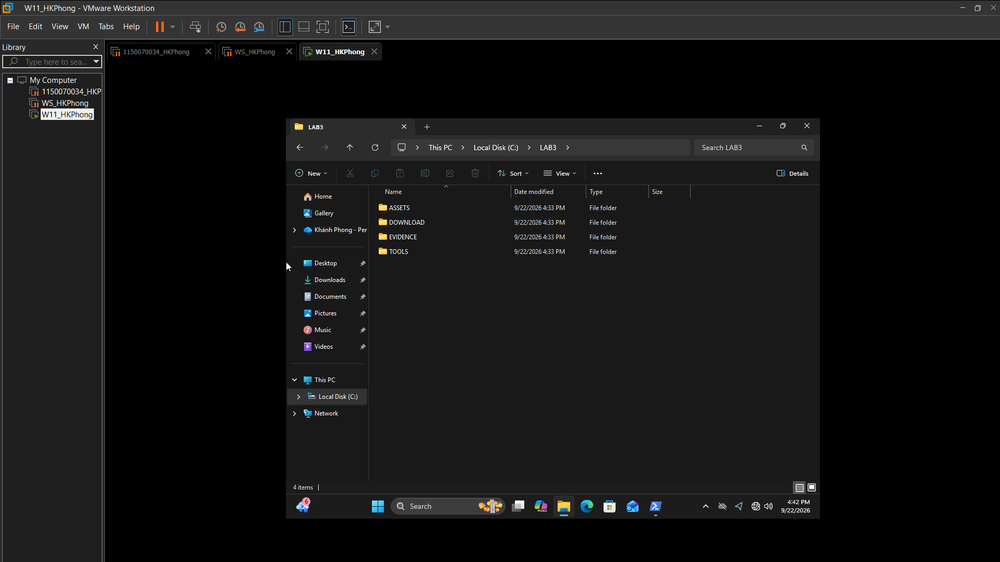 W11_HKPhong - VMware Workstation
File Edit View VM Tabs Help
Library
Type here to sea...
1150070034_HKPhong
WS_HKPhong
W11_HKPhong
My Computer
1150070034_HKP
WS_HKPhong
W11_HKPhong
LAB3
This PC > Local Disk (C:) > LAB3 >
Search LAB3
New
Sort
View
Details
Home
Gallery
Khánh Phong - Per
Desktop
Downloads
Documents
Pictures
Music
Videos
This PC
Local Disk (C:)
Network
Name Date modified Type Size
ASSETS 9/22/2026 4:33 PM File folder
DOWNLOAD 9/22/2026 4:33 PM File folder
EVIDENCE 9/22/2026 4:33 PM File folder
TOOLS 9/22/2026 4:33 PM File folder
4 items
6
Search
M365
4:42 PM
9/22/2026